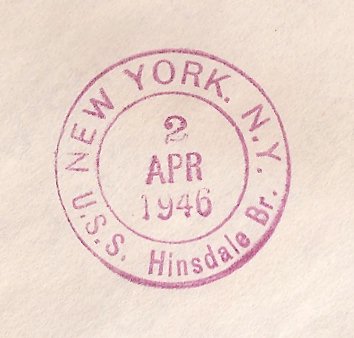 NEW YORK, N.Y.
2
APR
1946
U.S.S. Hinsdale Br.